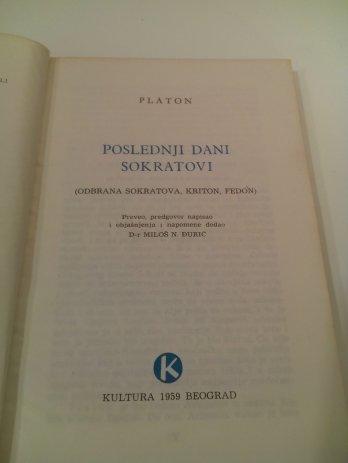 PLATON
POSLEDNJI DANI
SOKRATOVI
(ODBRANA SOKRATOVA, KRITON, FEDON)
Preveo, predgovor napisao
i objašnjenja i napomene dodao
D-r MILOŠ N. ĐURIĆ
K
KULTURA 1959 BEOGRAD